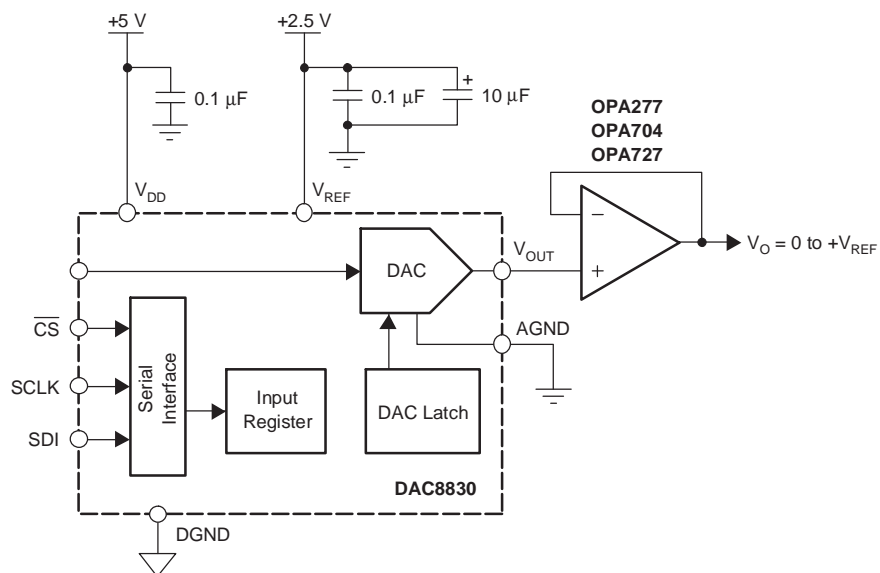 +5 V
+2.5 V
0.1 μF
0.1 μF
+
10 μF
OPA277
OPA704
OPA727
V_DD
V_REF
−
+
V_O = 0 to +V_REF
DAC
V_OUT
AGND
CS
SCLK
SDI
Serial
Interface
Input
Register
DAC Latch
DAC8830
DGND